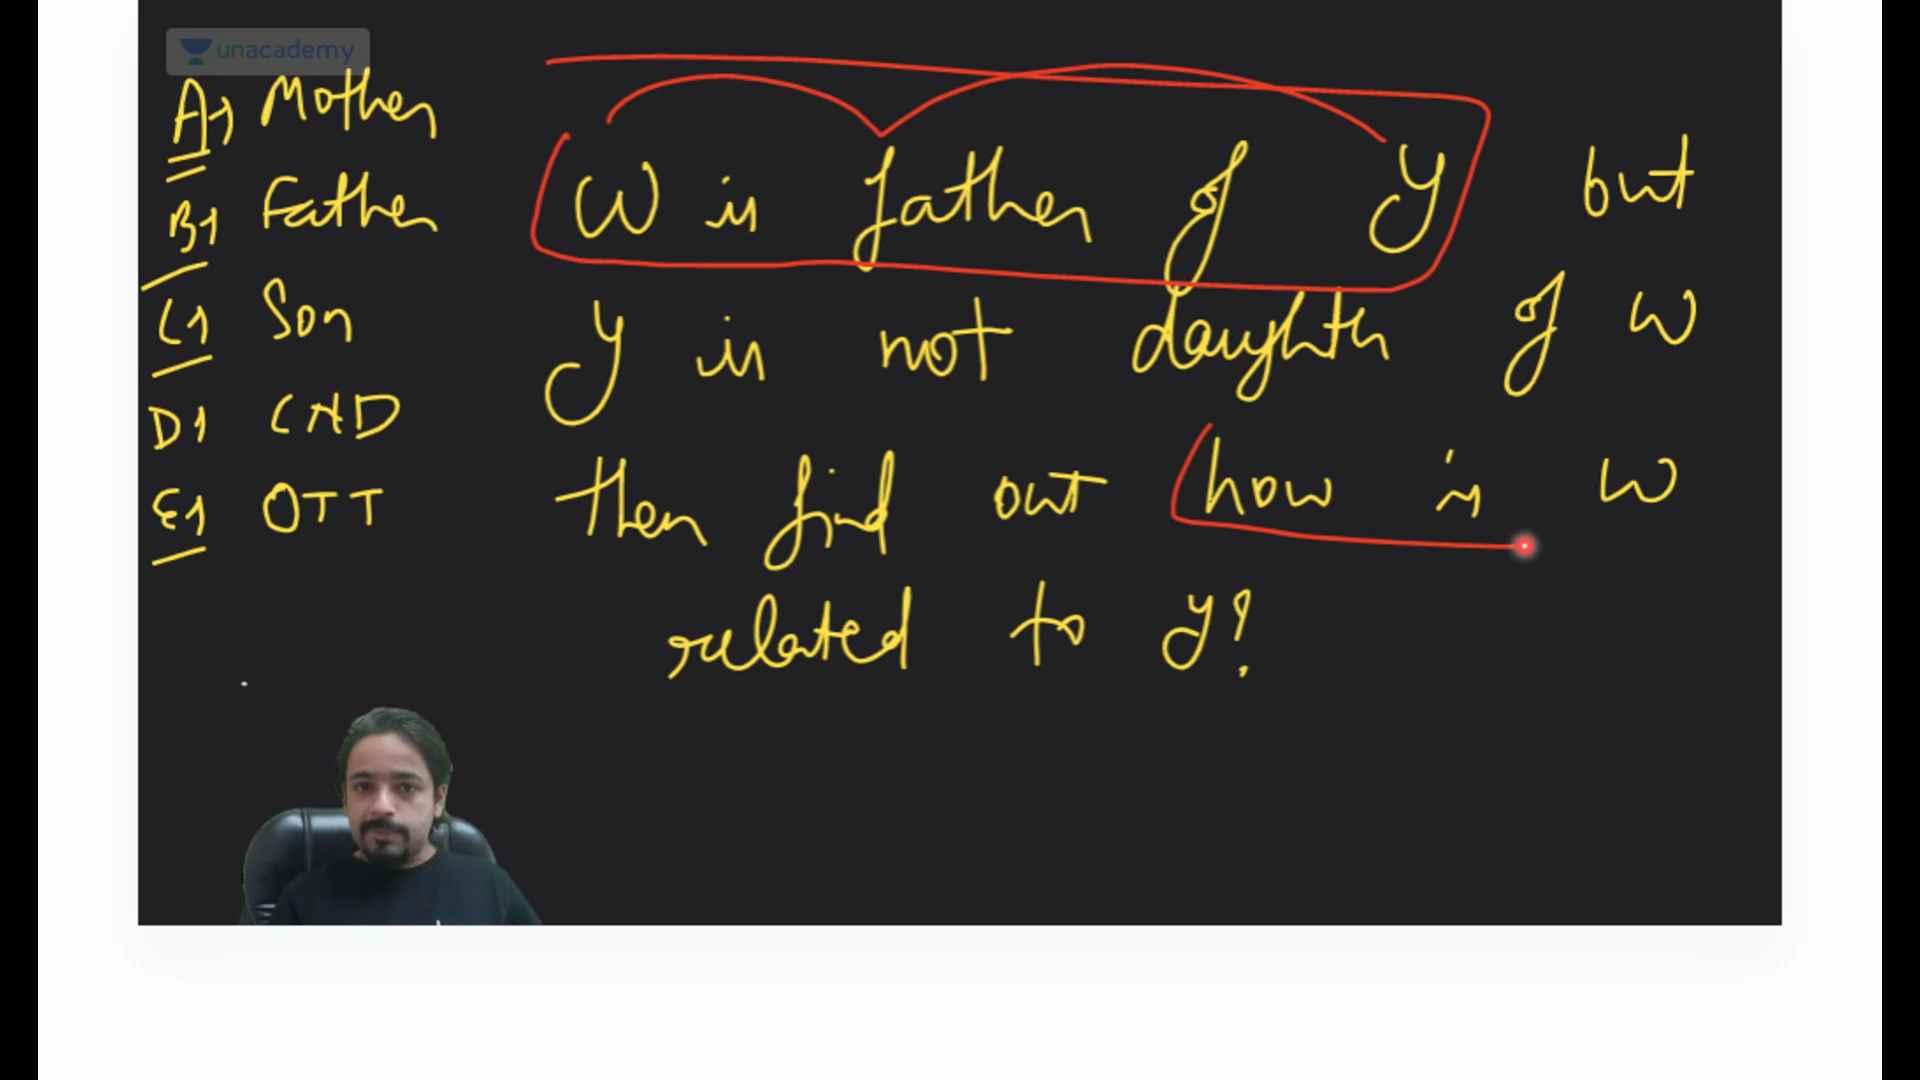 unacademy
A) Mother
B) Father
C) Son
D) CND
E) OTT
W is father of Y but
Y is not daughter of W
then find out how is W
related to Y?